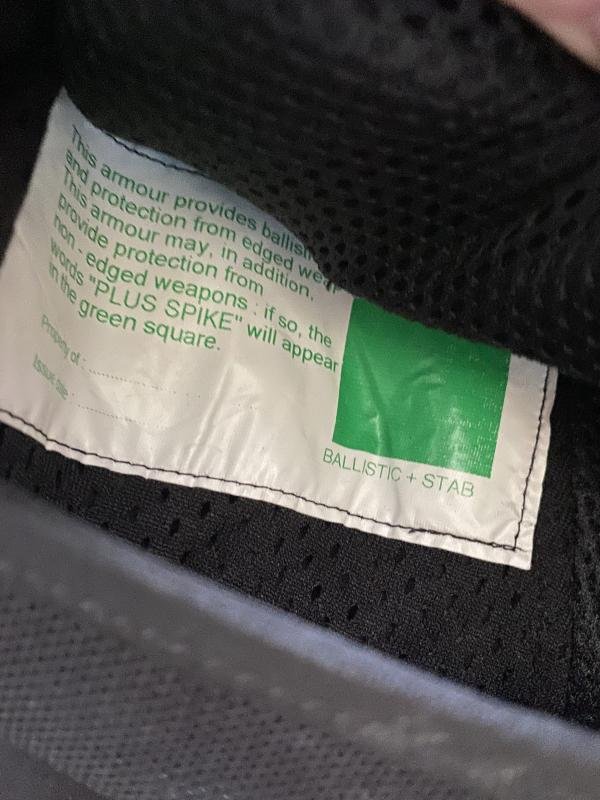 This armour provides ballis
and protection from edged we
This armour may, in addition,
provide protection from
non - edged weapons : if so, the
words "PLUS SPIKE" will appear
in the green square.
Property of :
Issue
BALLISTIC + STAB